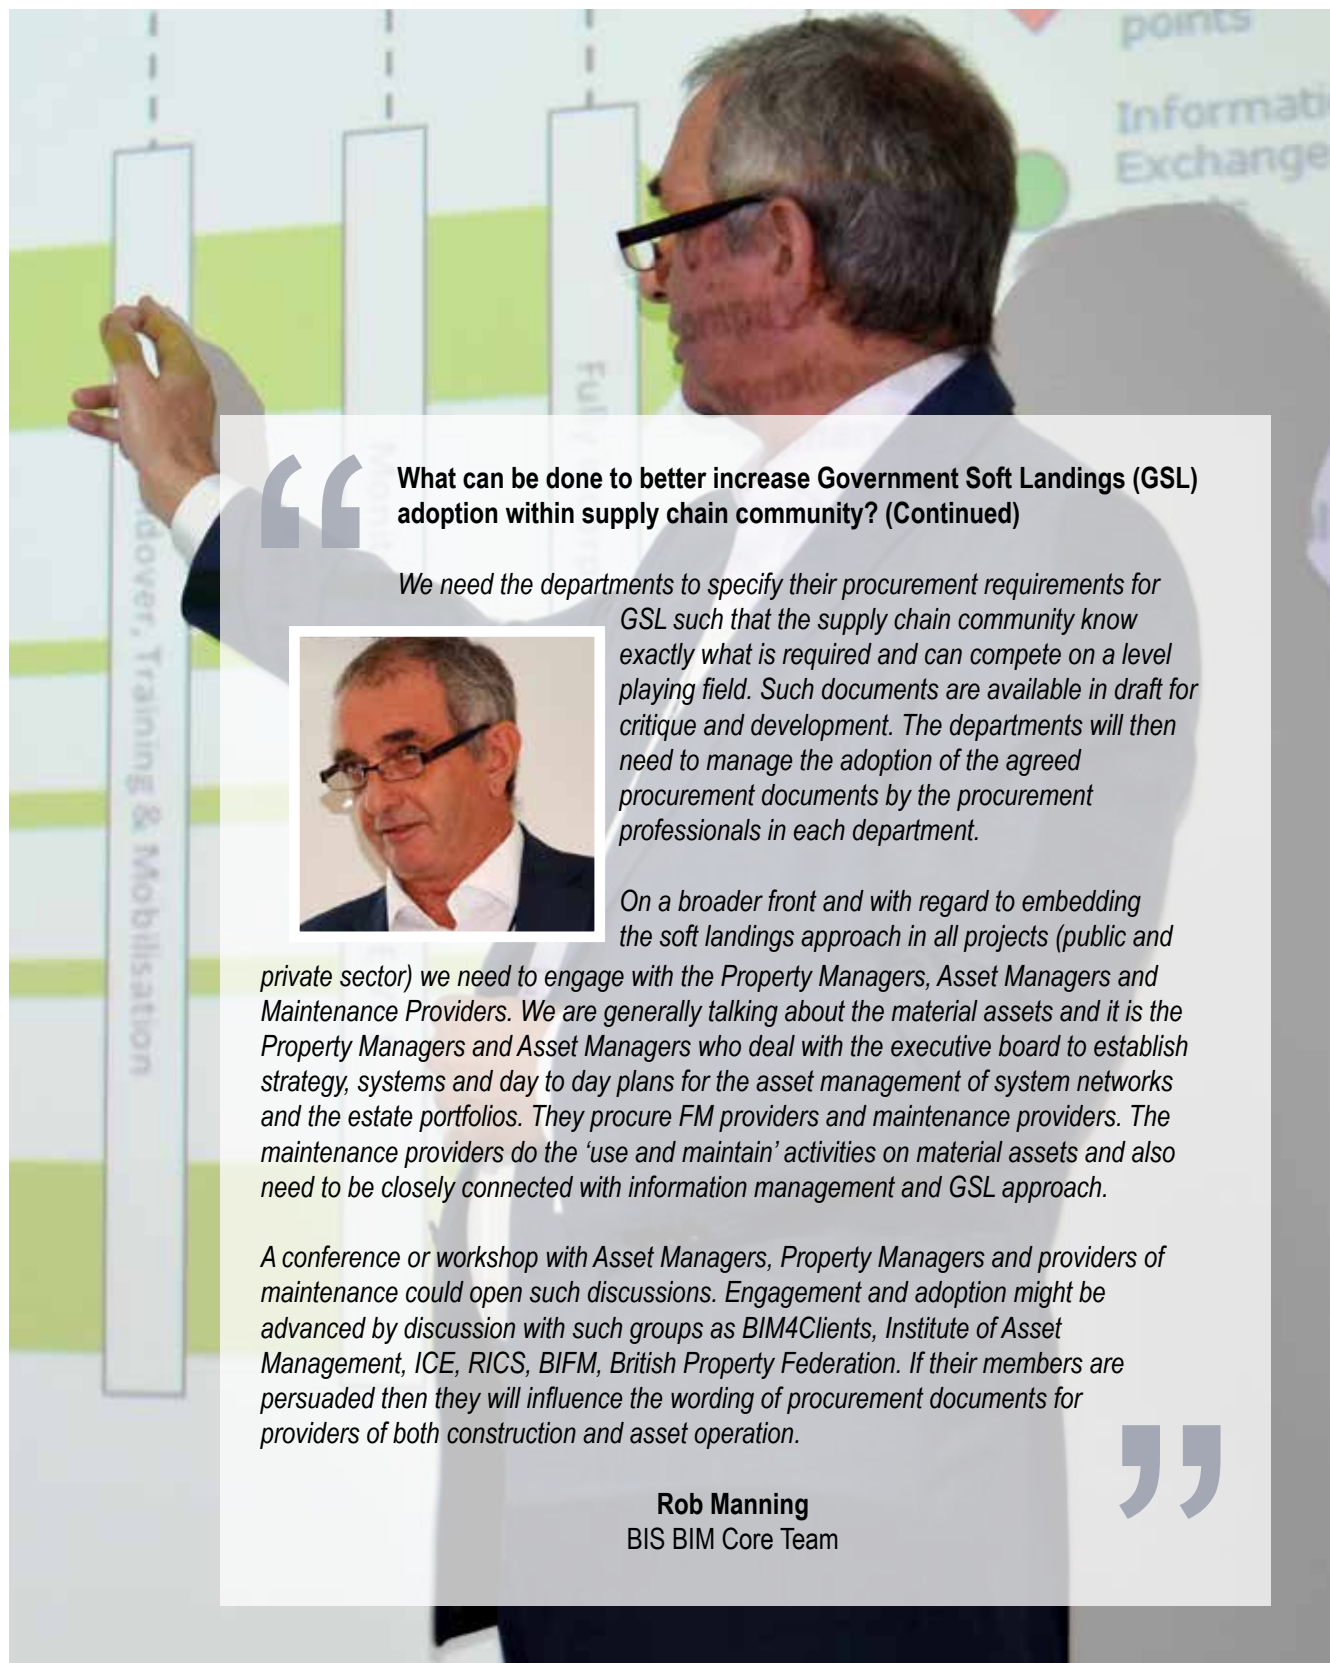 points
Information
Exchange
What can be done to better increase Government Soft Landings (GSL)
adoption within supply chain community? (Continued)
We need the departments to specify their procurement requirements for
GSL such that the supply chain community know
exactly what is required and can compete on a level
playing field. Such documents are available in draft for
critique and development. The departments will then
need to manage the adoption of the agreed
procurement documents by the procurement
professionals in each department.
On a broader front and with regard to embedding
the soft landings approach in all projects (public and
private sector) we need to engage with the Property Managers, Asset Managers and
Maintenance Providers. We are generally talking about the material assets and it is the
Property Managers and Asset Managers who deal with the executive board to establish
strategy, systems and day to day plans for the asset management of system networks
and the estate portfolios. They procure FM providers and maintenance providers. The
maintenance providers do the ‘use and maintain’ activities on material assets and also
need to be closely connected with information management and GSL approach.
A conference or workshop with Asset Managers, Property Managers and providers of
maintenance could open such discussions. Engagement and adoption might be
advanced by discussion with such groups as BIM4Clients, Institute of Asset
Management, ICE, RICS, BIFM, British Property Federation. If their members are
persuaded then they will influence the wording of procurement documents for
providers of both construction and asset operation.
Rob Manning
BIS BIM Core Team
Training & Mobilisation